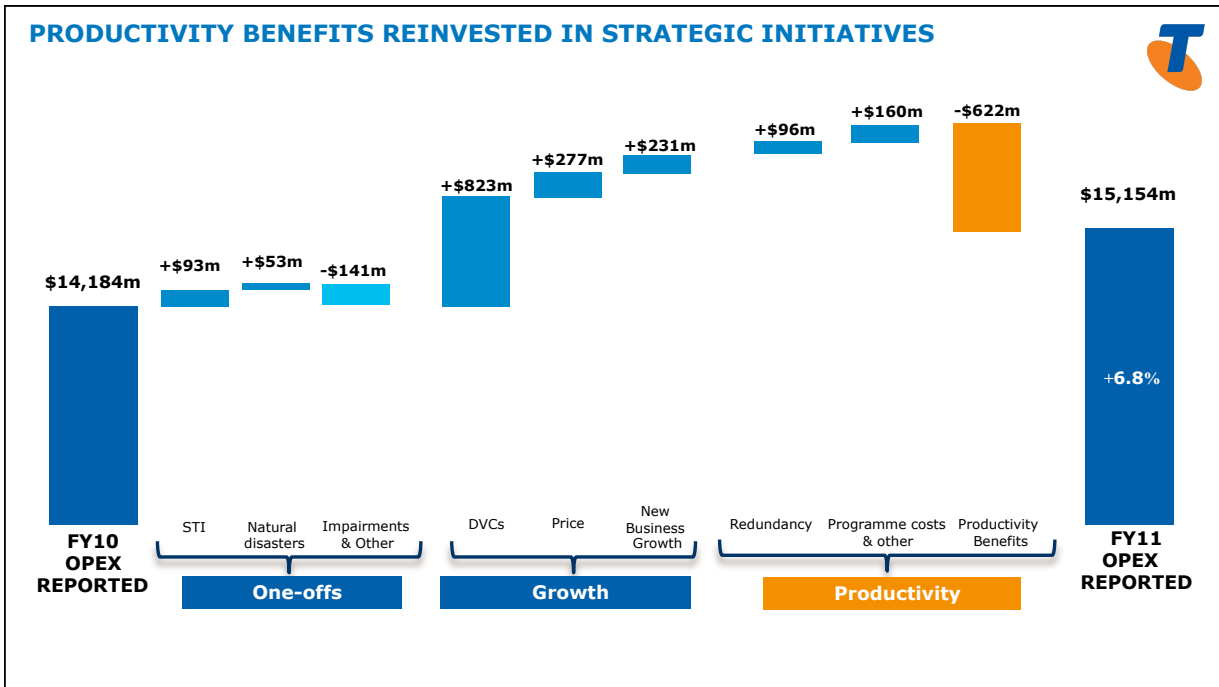 PRODUCTIVITY BENEFITS REINVESTED IN STRATEGIC INITIATIVES
T
$14,184m
+$93m
+$53m
-$141m
+$823m
+$277m
+$231m
+$96m
+$160m
-$622m
$15,154m
+6.8%
FY10
OPEX
REPORTED
STI
Natural
disasters
Impairments
& Other
One-offs
DVCs
Price
New
Business
Growth
Growth
Redundancy
Programme costs
& other
Productivity
Benefits
Productivity
FY11
OPEX
REPORTED